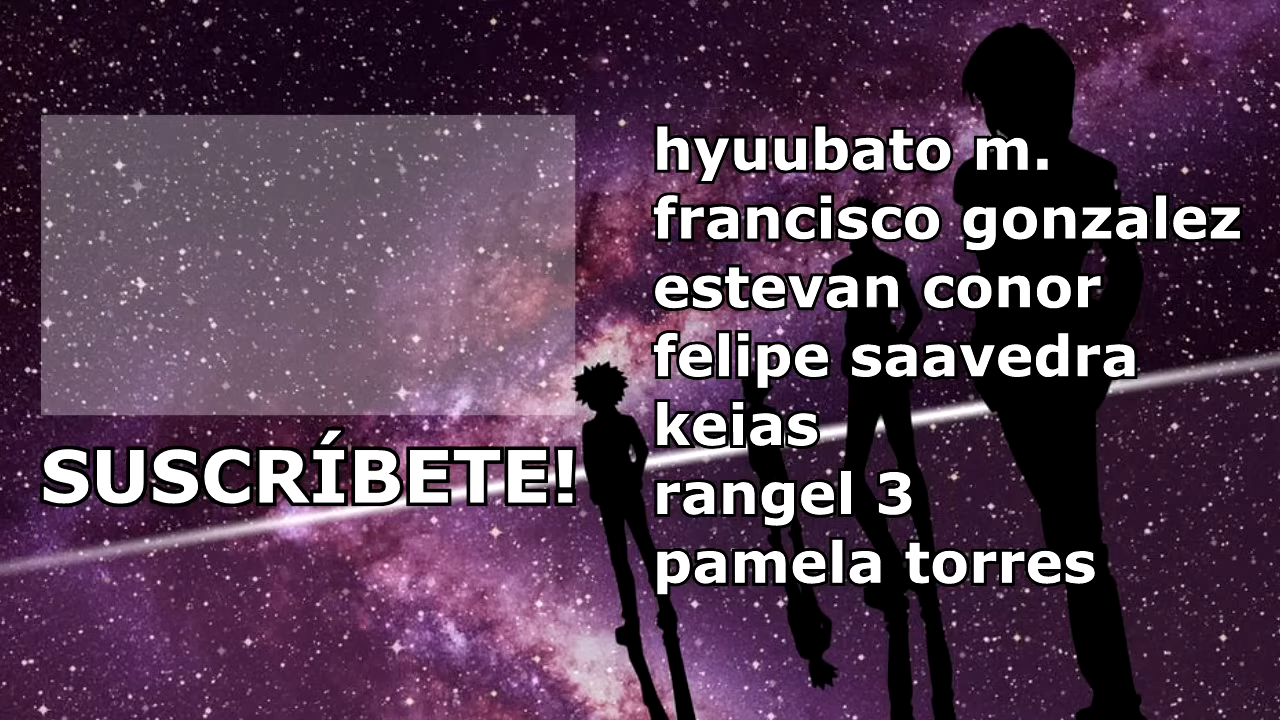 SUSCRÍBETE!
hyuubato m.
francisco gonzalez
estevan conor
felipe saavedra
keias
rangel 3
pamela torres